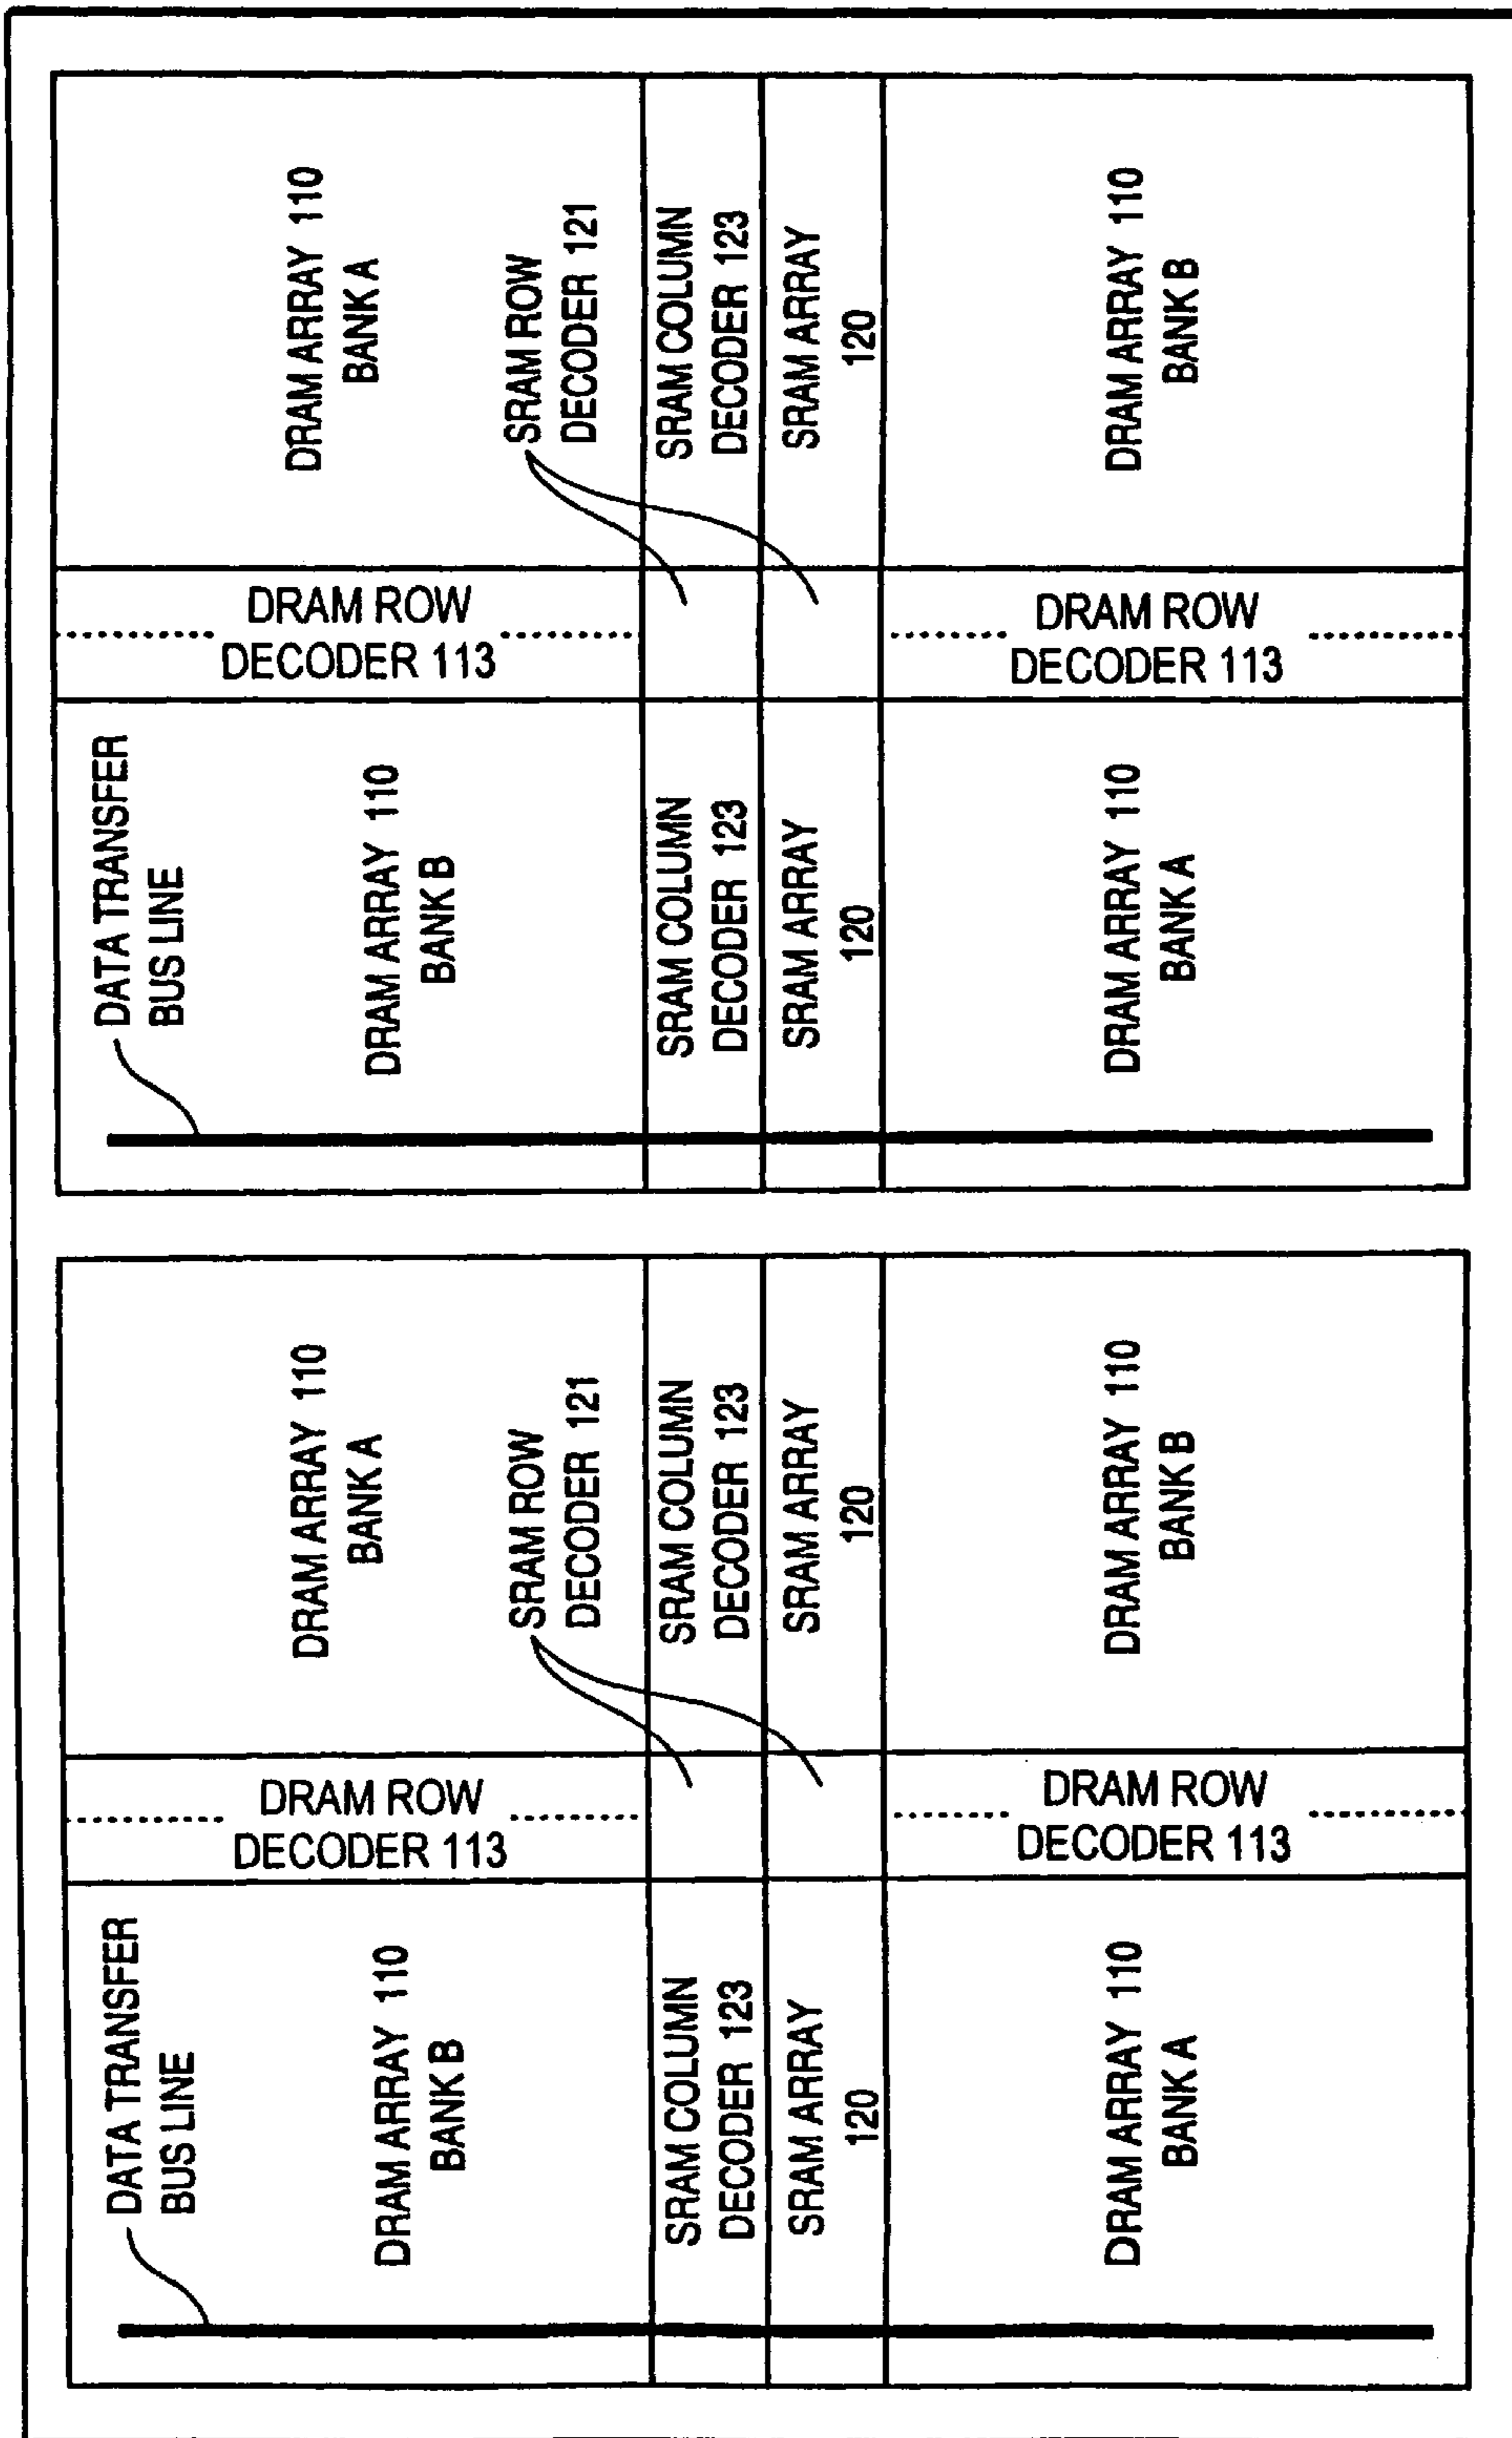 DRAM ARRAY 110
BANK A
SRAM ROW
DECODER 121
SRAM COLUMN
DECODER 123
SRAM ARRAY
120
DRAM ARRAY 110
BANK B
DRAM ROW
DECODER 113
DRAM ROW
DECODER 113
DATA TRANSFER
BUS LINE
DRAM ARRAY 110
BANK B
SRAM COLUMN
DECODER 123
SRAM ARRAY
120
DRAM ARRAY 110
BANK A
DRAM ARRAY 110
BANK A
SRAM ROW
DECODER 121
SRAM COLUMN
DECODER 123
SRAM ARRAY
120
DRAM ARRAY 110
BANK B
DRAM ROW
DECODER 113
DRAM ROW
DECODER 113
DATA TRANSFER
BUS LINE
DRAM ARRAY 110
BANK B
SRAM COLUMN
DECODER 123
SRAM ARRAY
120
DRAM ARRAY 110
BANK A